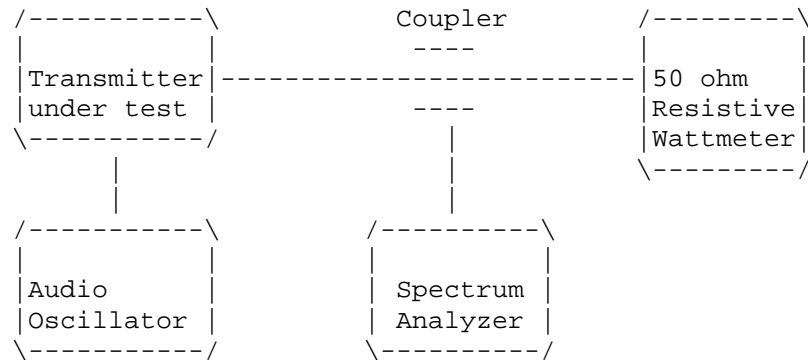 Coupler
Transmitter
under test
50 ohm
Resistive
Wattmeter
Audio
Oscillator
Spectrum
Analyzer